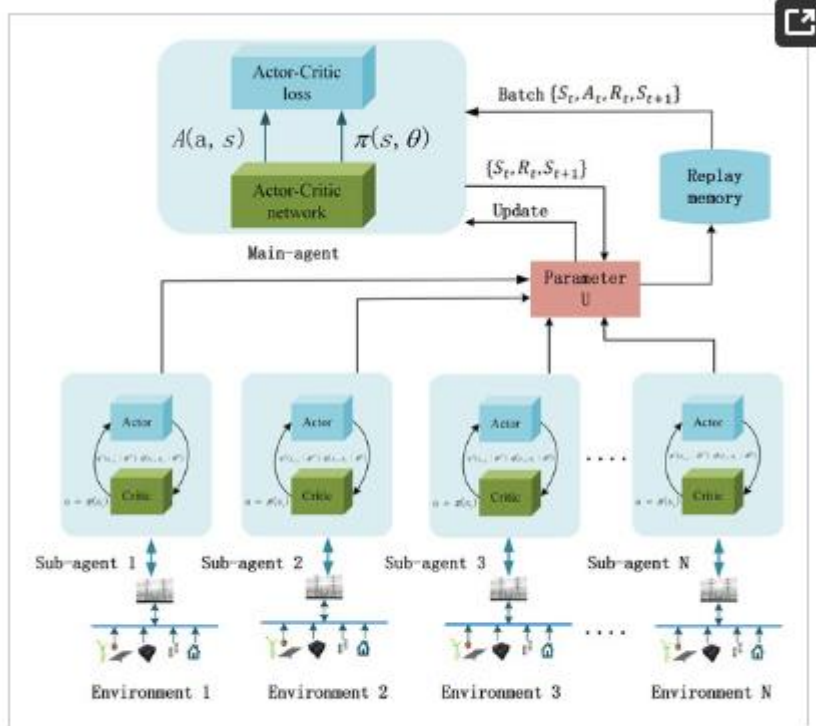 Actor-Critic
loss
A(a, s)
π(s, θ)
Actor-Critic
network
Main-agent
Batch {S_t, A_t, R_t, S_{t+1}}
{S_t, R_t, S_{t+1}}
Update
Replay
memory
Parameter
U
Actor
Critic
Actor
Critic
Actor
Critic
Actor
Critic
....
Sub-agent 1
Sub-agent 2
Sub-agent 3
Sub-agent N
....
Environment 1
Environment 2
Environment 3
Environment N